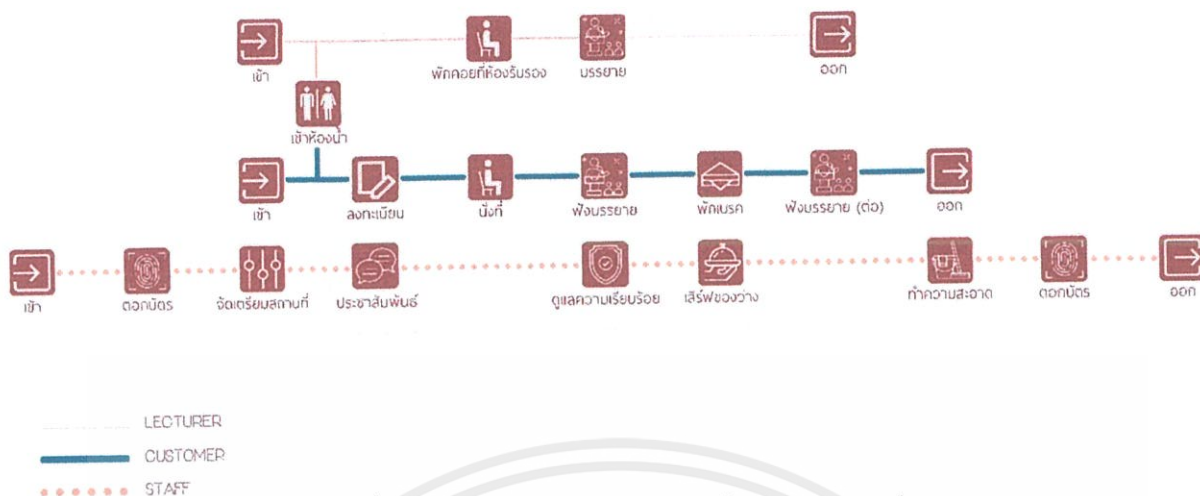 เข้า พักคอยที่ห้องรับรอง บรรยาย ออก
เข้าห้องน้ำ
เข้า ลงทะเบียน นั่งที่ ฟังบรรยาย พักเบรค ฟังบรรยาย (ต่อ) ออก
เข้า ตอกบัตร จัดเตรียมสถานที่ ประชาสัมพันธ์ ดูแลความเรียบร้อย เสิร์ฟของว่าง ทำความสะอาด ตอกบัตร ออก
LECTURER
CUSTOMER
STAFF